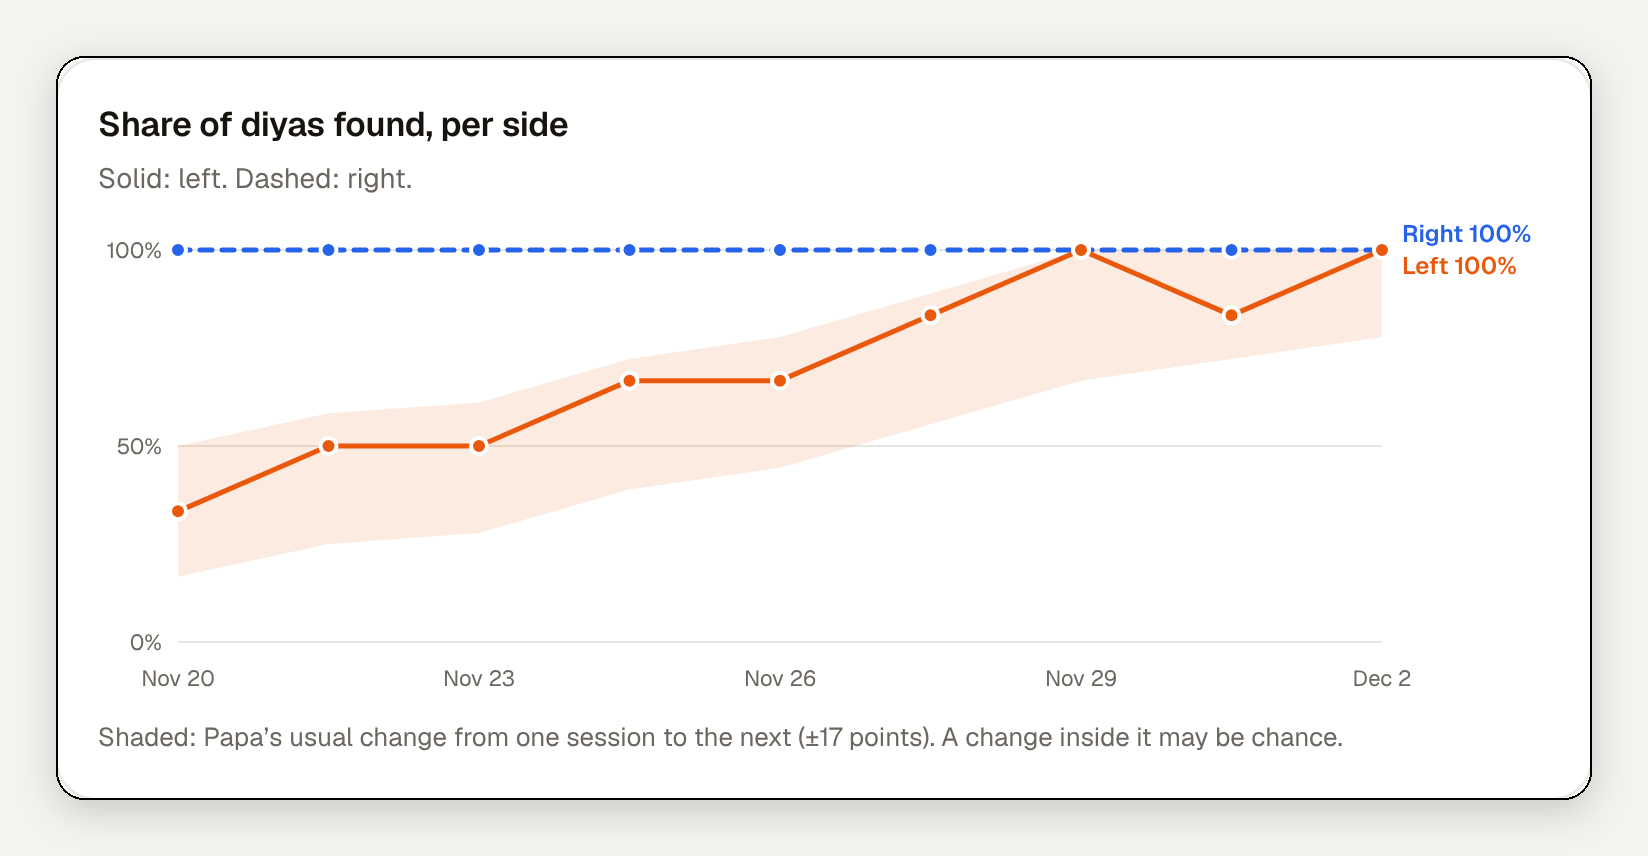 Share of diyas found, per side
Solid: left. Dashed: right.
Right 100%
100%
Left 100%
50%
0%
Nov 20
Nov 23
Nov 26
Nov 29
Dec 2
Shaded: Papa’s usual change from one session to the next (±17 points). A change inside it may be chance.